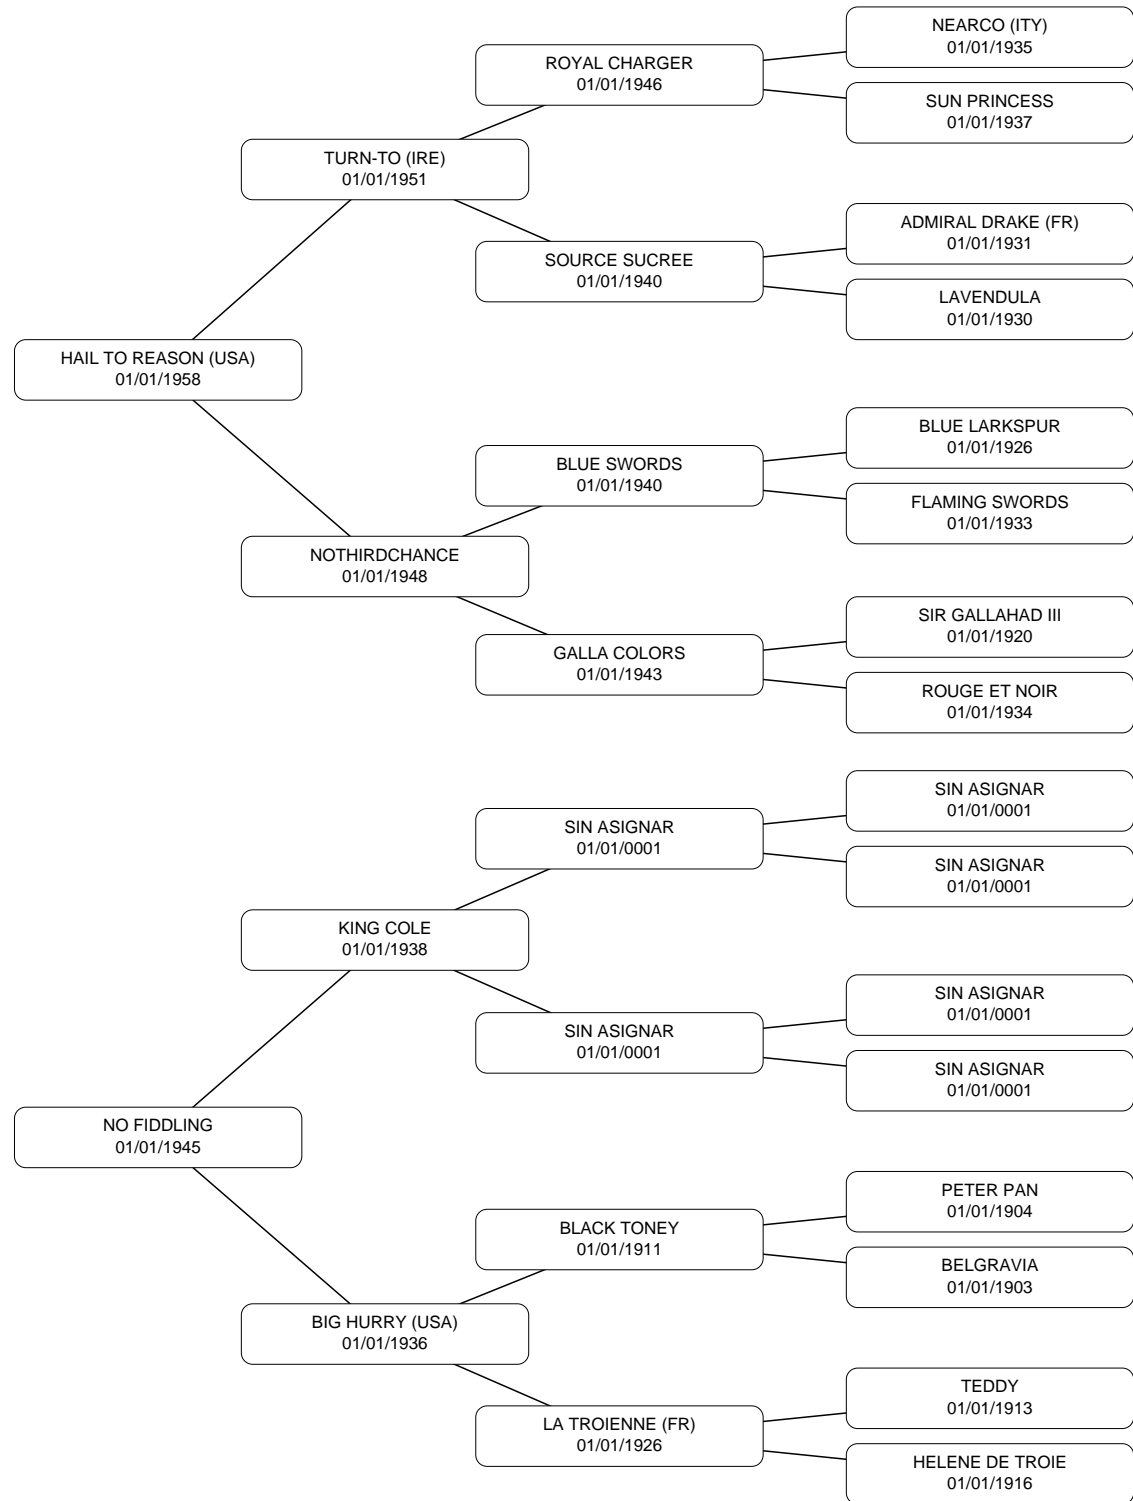 NEARCO (ITY)
01/01/1935
ROYAL CHARGER
01/01/1946
SUN PRINCESS
01/01/1937
TURN-TO (IRE)
01/01/1951
ADMIRAL DRAKE (FR)
01/01/1931
SOURCE SUCREE
01/01/1940
LAVENDULA
01/01/1930
HAIL TO REASON (USA)
01/01/1958
BLUE LARKSPUR
01/01/1926
BLUE SWORDS
01/01/1940
FLAMING SWORDS
01/01/1933
NOTHIRDCHANCE
01/01/1948
SIR GALLAHAD III
01/01/1920
GALLA COLORS
01/01/1943
ROUGE ET NOIR
01/01/1934
SIN ASIGNAR
01/01/0001
SIN ASIGNAR
01/01/0001
SIN ASIGNAR
01/01/0001
KING COLE
01/01/1938
SIN ASIGNAR
01/01/0001
SIN ASIGNAR
01/01/0001
SIN ASIGNAR
01/01/0001
NO FIDDLING
01/01/1945
PETER PAN
01/01/1904
BLACK TONEY
01/01/1911
BELGRAVIA
01/01/1903
BIG HURRY (USA)
01/01/1936
TEDDY
01/01/1913
LA TROIENNE (FR)
01/01/1926
HELENE DE TROIE
01/01/1916